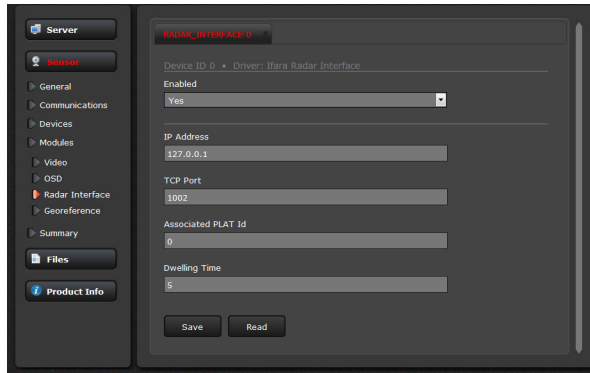 Server
Sensor
General
Communications
Devices
Modules
Video
OSD
Radar Interface
Georeference
Summary
Files
Product Info
RADAR_INTERFACE 0
Device ID 0 • Driver: Ifara Radar Interface
Enabled
Yes
IP Address
127.0.0.1
TCP Port
1002
Associated PLAT Id
0
Dwelling Time
5
Save
Read